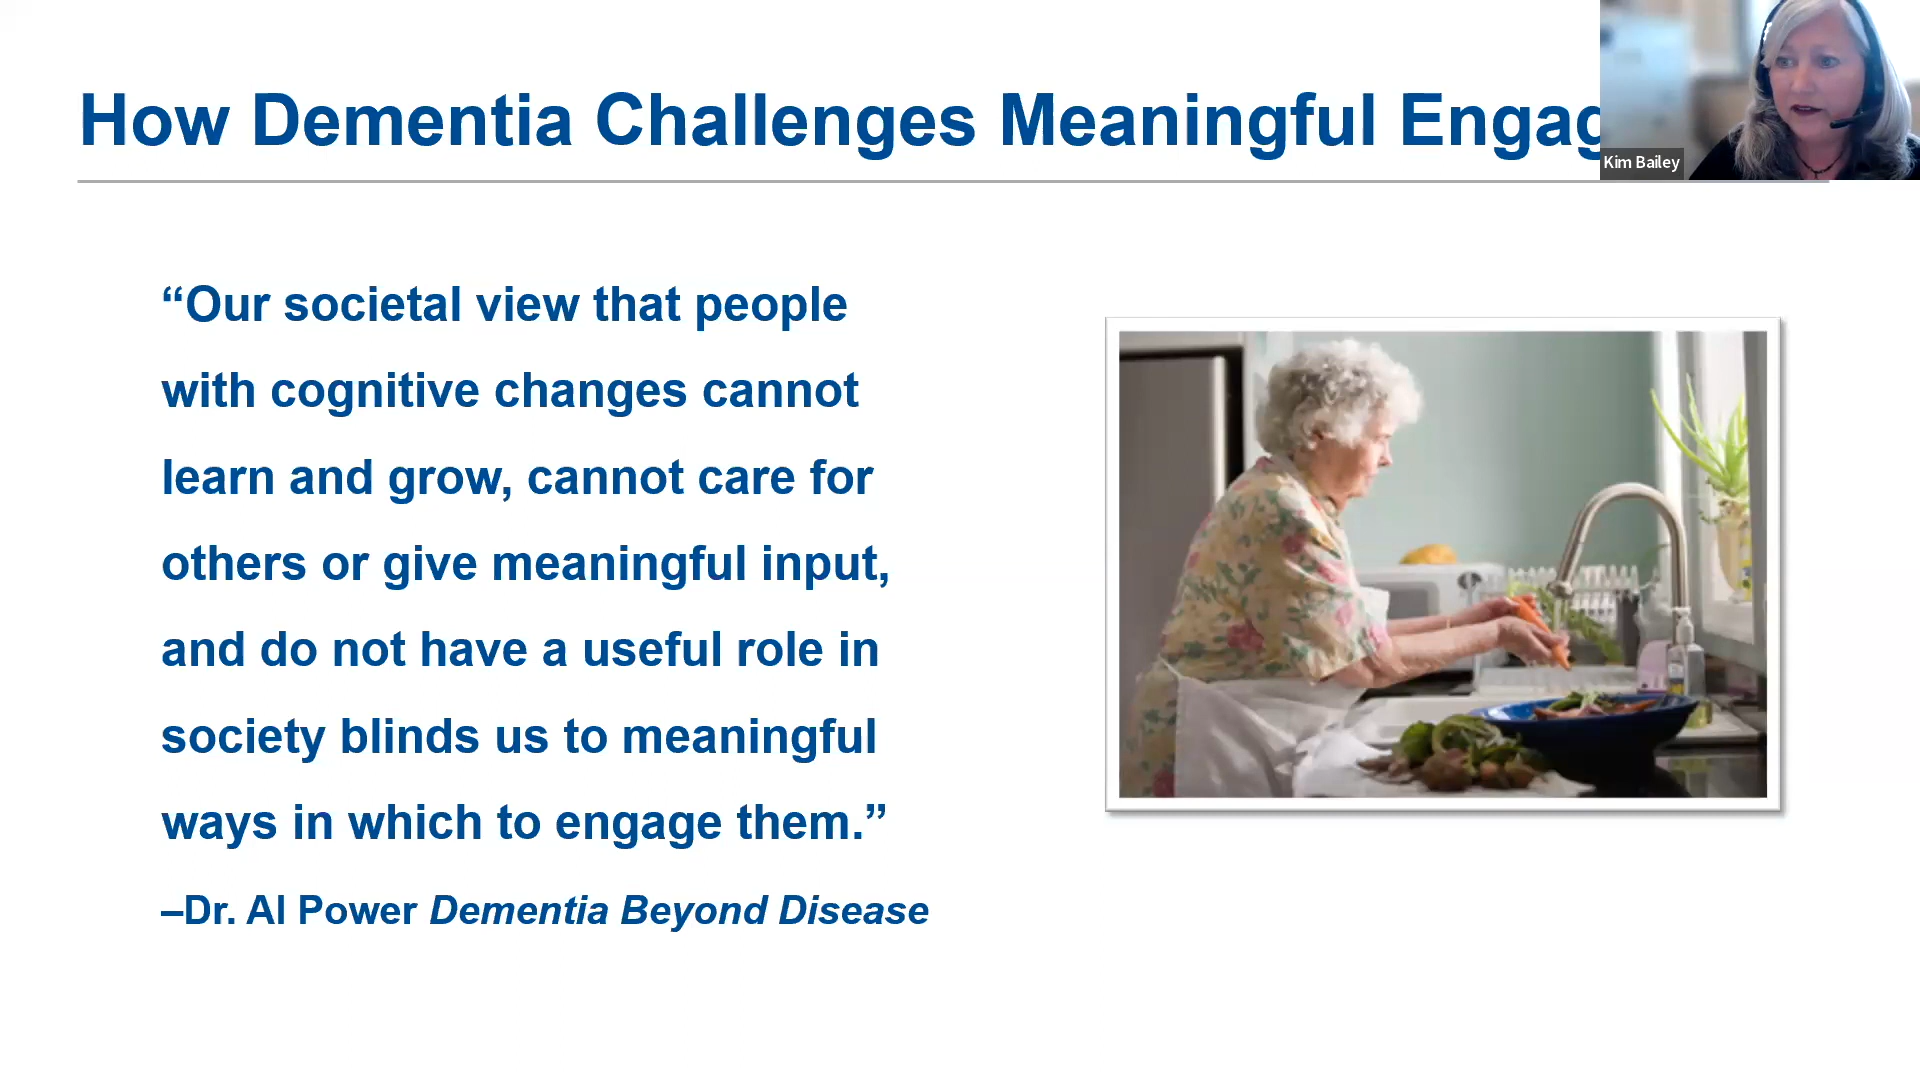 How Dementia Challenges Meaningful Engag
Kim Bailey
“Our societal view that people
with cognitive changes cannot
learn and grow, cannot care for
others or give meaningful input,
and do not have a useful role in
society blinds us to meaningful
ways in which to engage them.”
–Dr. Al Power Dementia Beyond Disease